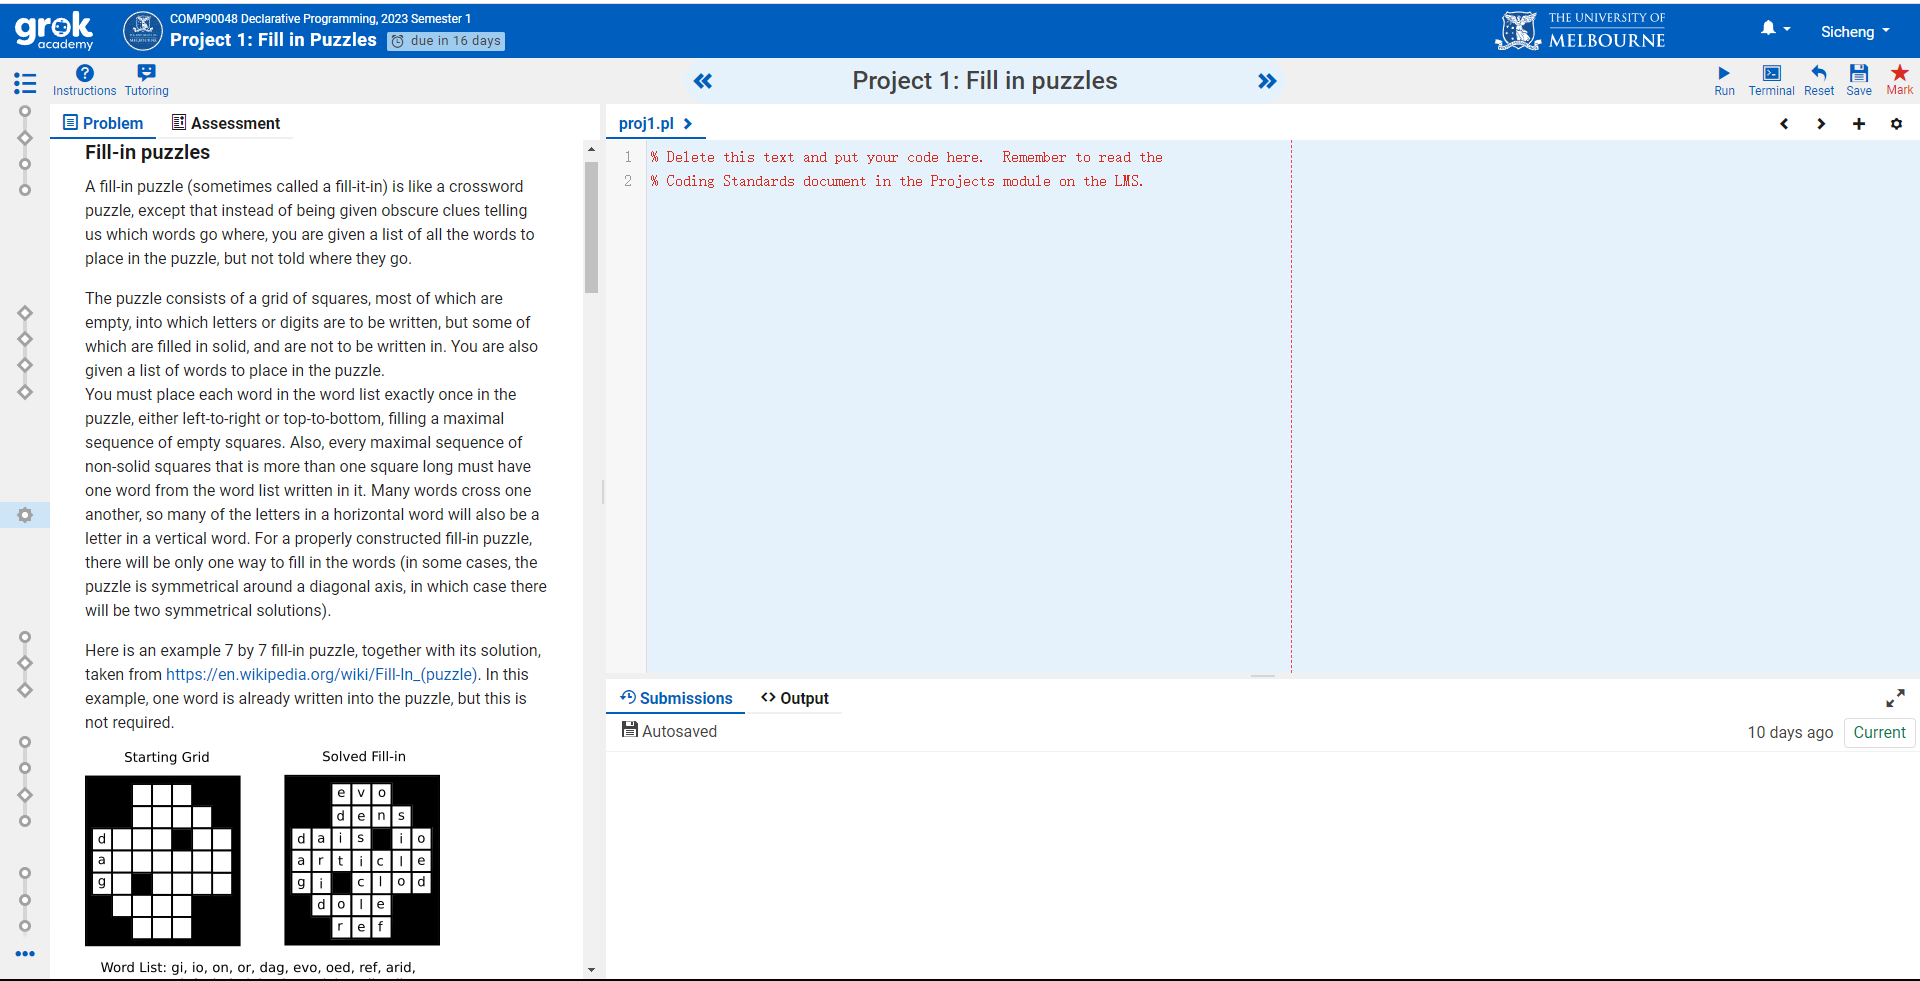 grok
academy
COMP90048 Declarative Programming, 2023 Semester 1
Project 1: Fill in Puzzles
due in 16 days
THE UNIVERSITY OF
MELBOURNE
Sicheng
Instructions
Tutoring
Project 1: Fill in puzzles
Run
Terminal
Reset
Save
Mark
Problem
Assessment
Fill-in puzzles
A fill-in puzzle (sometimes called a fill-it-in) is like a crossword
puzzle, except that instead of being given obscure clues telling
us which words go where, you are given a list of all the words to
place in the puzzle, but not told where they go.
The puzzle consists of a grid of squares, most of which are
empty, into which letters or digits are to be written, but some of
which are filled in solid, and are not to be written in. You are also
given a list of words to place in the puzzle.
You must place each word in the word list exactly once in the
puzzle, either left-to-right or top-to-bottom, filling a maximal
sequence of empty squares. Also, every maximal sequence of
non-solid squares that is more than one square long must have
one word from the word list written in it. Many words cross one
another, so many of the letters in a horizontal word will also be a
letter in a vertical word. For a properly constructed fill-in puzzle,
there will be only one way to fill in the words (in some cases, the
puzzle is symmetrical around a diagonal axis, in which case there
will be two symmetrical solutions).
Here is an example 7 by 7 fill-in puzzle, together with its solution,
taken from https://en.wikipedia.org/wiki/Fill-In_(puzzle). In this
example, one word is already written into the puzzle, but this is
not required.
Starting Grid
d
a
g
Solved Fill-in
e v o
d e n s
d a i s i o
a r t i c l e
g i c l o d
d o l e
r e f
Word List: gi, io, on, or, dag, evo, oed, ref, arid,
proj1.pl
1 % Delete this text and put your code here. Remember to read the
2 % Coding Standards document in the Projects module on the LMS.
Submissions
<> Output
Autosaved
10 days ago
Current